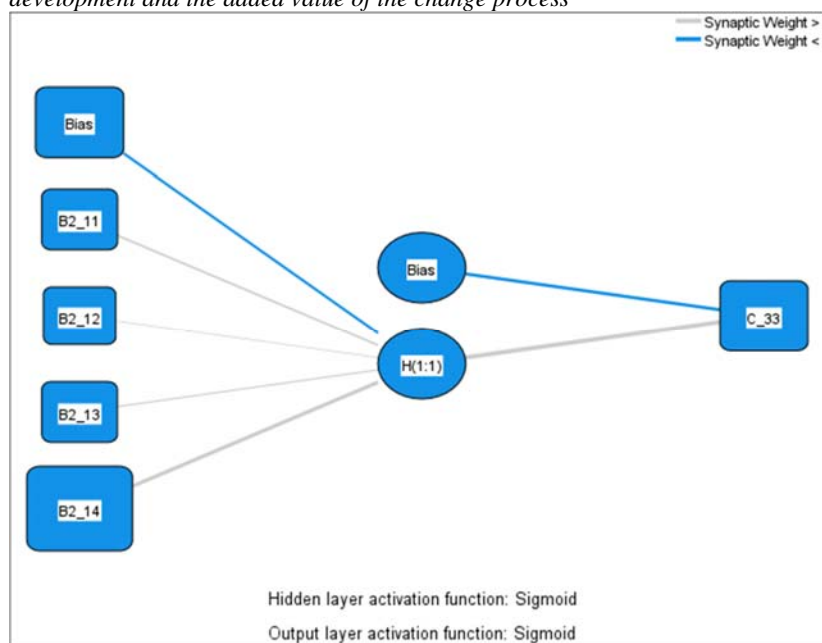 development and the added value of the change process
Synaptic Weight >
Synaptic Weight <
Bias
B2_11
B2_12
B2_13
B2_14
Bias
H(1:1)
C_33
Hidden layer activation function: Sigmoid
Output layer activation function: Sigmoid